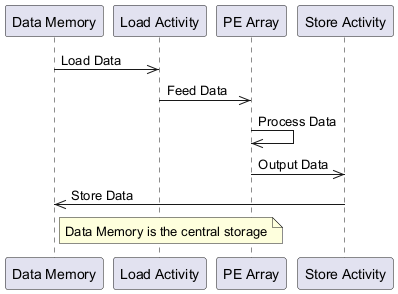 Data Memory
Load Activity
PE Array
Store Activity
Load Data
Feed Data
Process Data
Output Data
Store Data
Data Memory is the central storage
Data Memory
Load Activity
PE Array
Store Activity